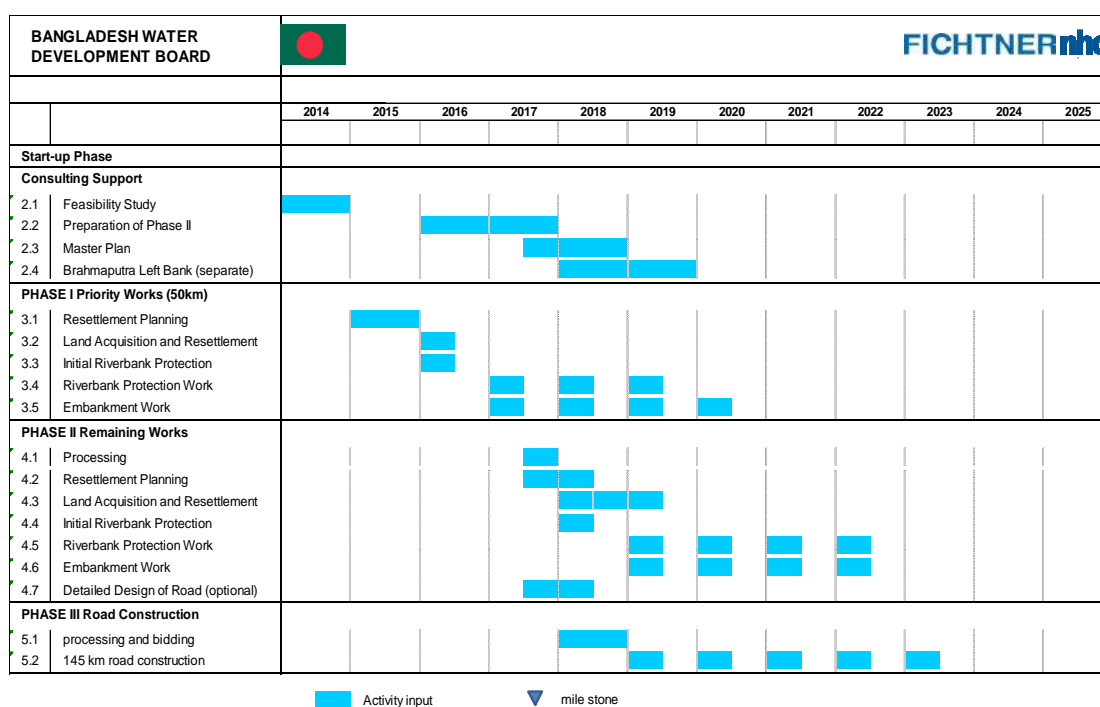 BANGLADESH WATER
DEVELOPMENT BOARD
FICHTNER nhc
2014 2015 2016 2017 2018 2019 2020 2021 2022 2023 2024 2025
Start-up Phase
Consulting Support
2.1 Feasibility Study
2.2 Preparation of Phase II
2.3 Master Plan
2.4 Brahmaputra Left Bank (separate)
PHASE I Priority Works (50km)
3.1 Resettlement Planning
3.2 Land Acquisition and Resettlement
3.3 Initial Riverbank Protection
3.4 Riverbank Protection Work
3.5 Embankment Work
PHASE II Remaining Works
4.1 Processing
4.2 Resettlement Planning
4.3 Land Acquisition and Resettlement
4.4 Initial Riverbank Protection
4.5 Riverbank Protection Work
4.6 Embankment Work
4.7 Detailed Design of Road (optional)
PHASE III Road Construction
5.1 processing and bidding
5.2 145 km road construction
Activity input
mile stone